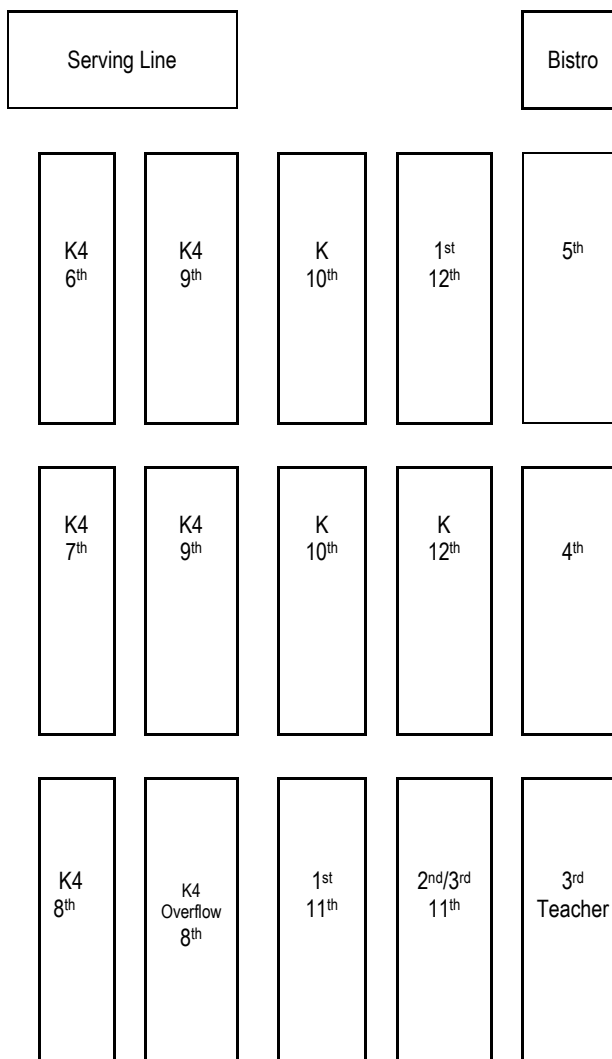 Serving Line
Bistro
K4
6th
K4
9th
K
10th
1st
12th
5th
K4
7th
K4
9th
K
10th
K
12th
4th
K4
8th
K4
Overflow
8th
1st
11th
2nd/3rd
11th
3rd
Teacher